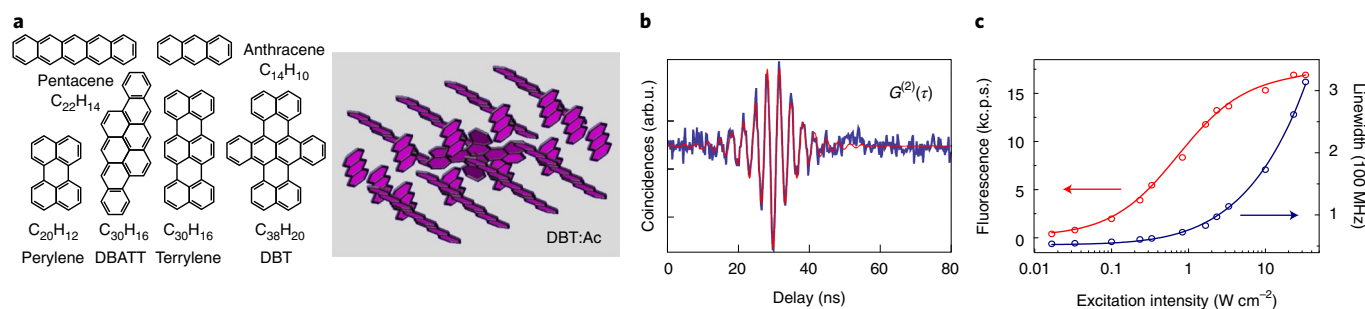 a
Pentacene
C₂₂H₁₄
Anthracene
C₁₄H₁₀
C₂₀H₁₂
Perylene
C₃₀H₁₆
DBATT
C₃₀H₁₆
Terrylene
C₃₈H₂₀
DBT
DBT:Ac
b
Coincidences (arb.u.)
G⁽²⁾(τ)
0 20 40 60 80
Delay (ns)
c
Fluorescence (kc.p.s.)
15
10
5
0
0.01 0.1 1 10
Excitation intensity (W cm⁻²)
3
2
1
Linewidth (100 MHz)